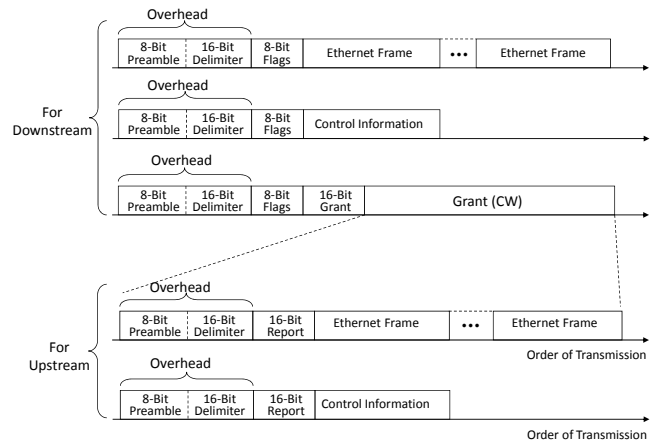 Overhead
8-Bit Preamble
16-Bit Delimiter
8-Bit Flags
Ethernet Frame
•••
Ethernet Frame
For Downstream
Overhead
8-Bit Preamble
16-Bit Delimiter
8-Bit Flags
Control Information
Overhead
8-Bit Preamble
16-Bit Delimiter
8-Bit Flags
16-Bit Grant
Grant (CW)
For Upstream
Overhead
8-Bit Preamble
16-Bit Delimiter
16-Bit Report
Ethernet Frame
•••
Ethernet Frame
Order of Transmission
Overhead
8-Bit Preamble
16-Bit Delimiter
16-Bit Report
Control Information
Order of Transmission